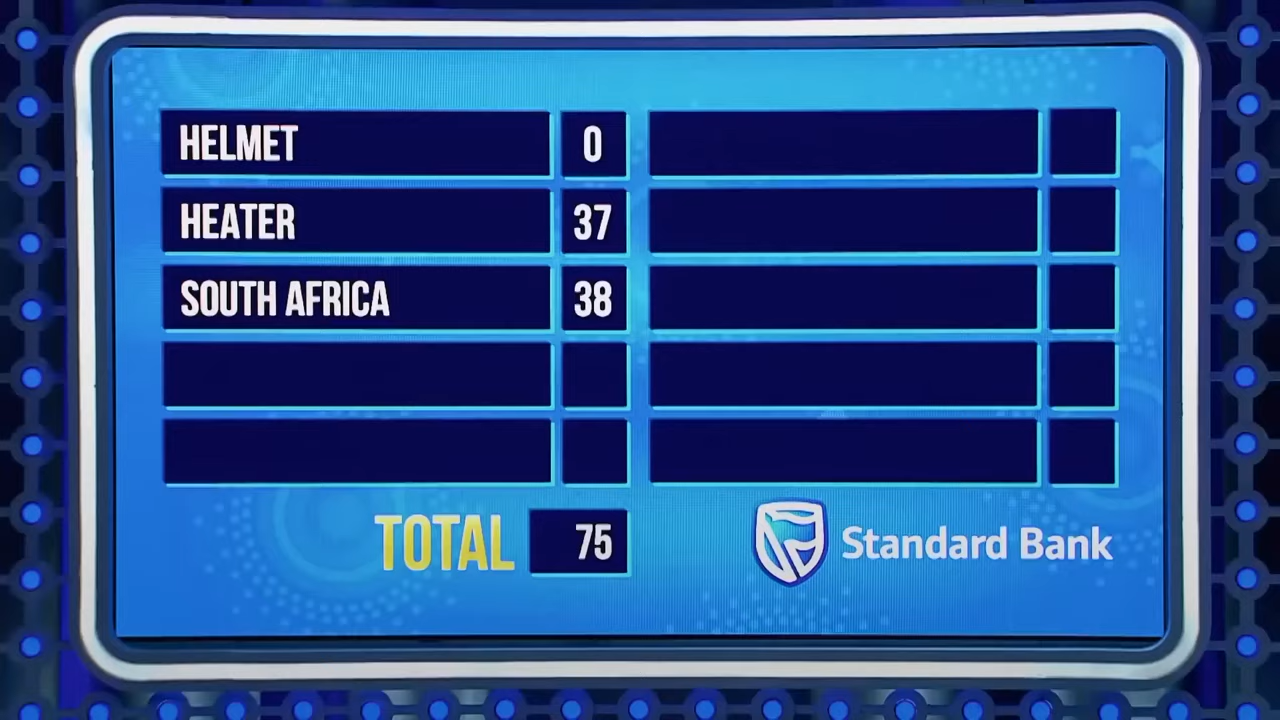 HELMET 0
HEATER 37
SOUTH AFRICA 38
TOTAL 75
Standard Bank